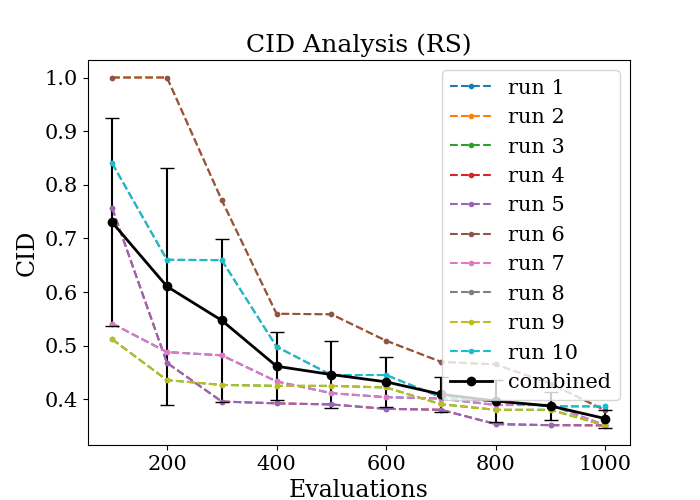 CID Analysis (RS)
1.0
0.9
0.8
0.7
0.6
0.5
0.4
CID
run 1
run 2
run 3
run 4
run 5
run 6
run 7
run 8
run 9
run 10
combined
200
400
600
800
1000
Evaluations